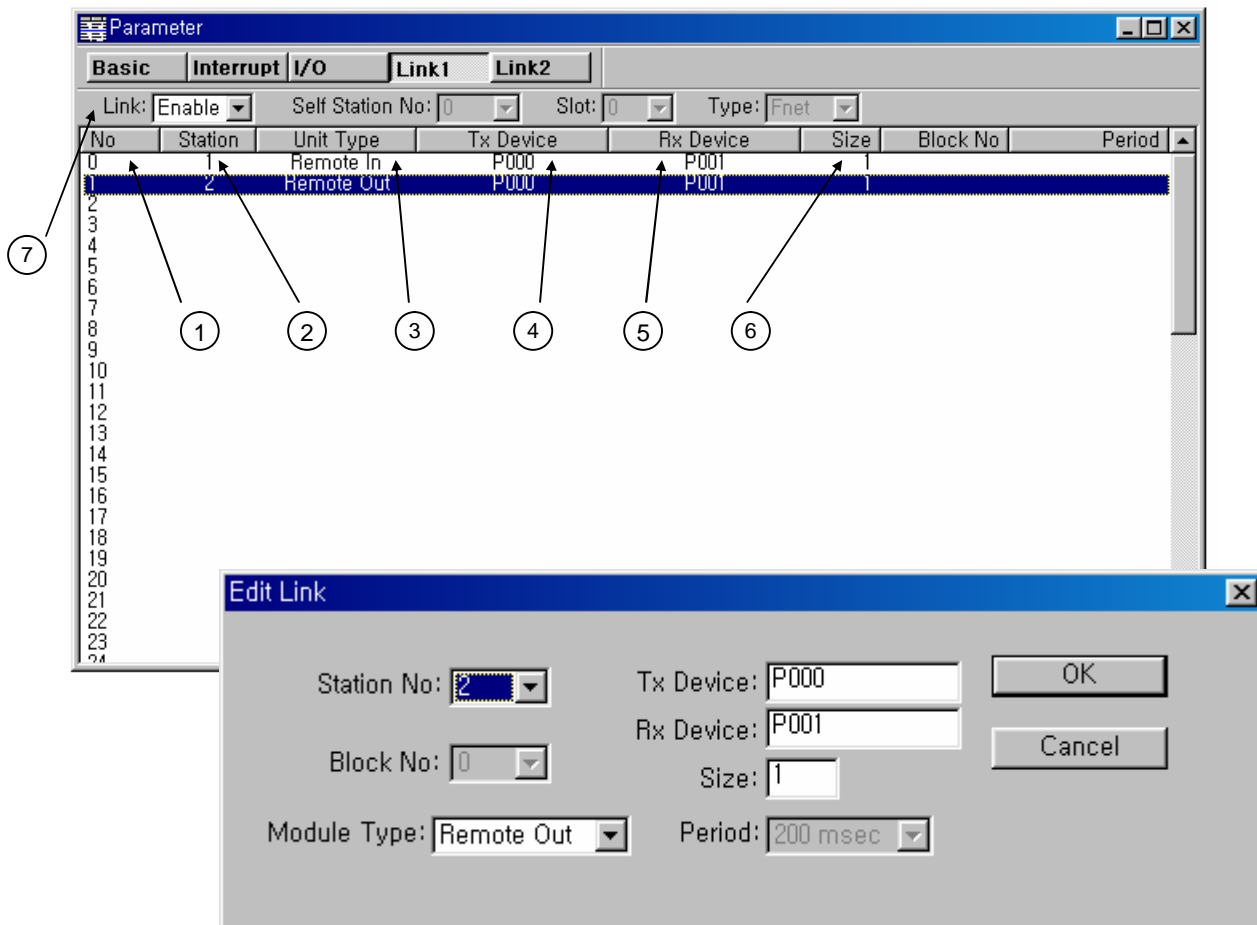 Parameter
Basic Interrupt I/O Link1 Link2
Link: Enable Self Station No: 0 Slot: 0 Type: Fnet
No Station Unit Type Tx Device Rx Device Size Block No Period
0 1 Remote In P000 P001 1
1 2 Remote Out P000 P001 1
2
3
4
7
5
6
7
8
1 2 3 4 5 6
9
10
11
12
13
14
15
16
17
18
19
20
21
22
23
24
Edit Link
Station No: 2 Tx Device: P000 OK
Rx Device: P001
Block No: 0 Size: 1 Cancel
Module Type: Remote Out Period: 200 msec